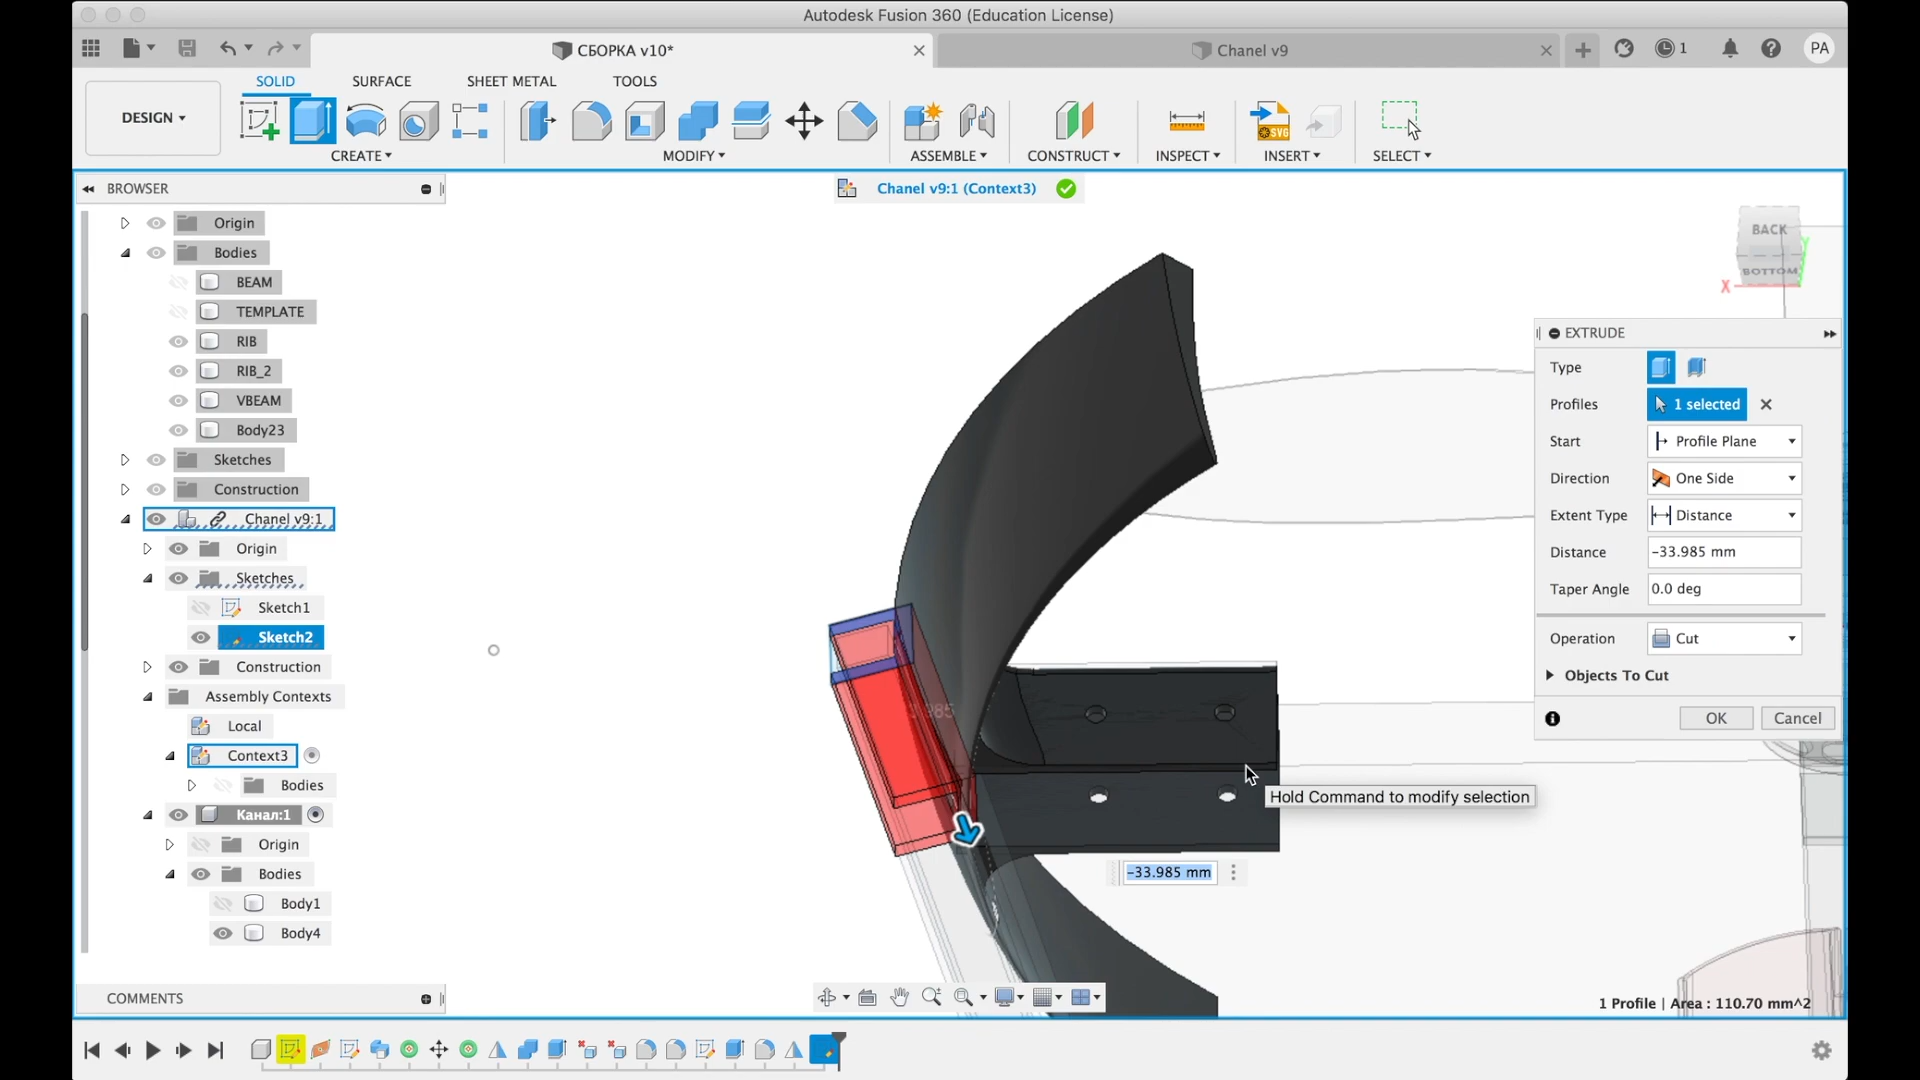 Autodesk Fusion 360 (Education License)
СБОРКА v10*
Chanel v9
1
PA
DESIGN
SOLID
SURFACE
SHEET METAL
TOOLS
CREATE
MODIFY
ASSEMBLE
CONSTRUCT
INSPECT
INSERT
SVG
SELECT
BROWSER
Chanel v9:1 (Context3)
Origin
Bodies
BEAM
TEMPLATE
RIB
RIB_2
VBEAM
Body23
Sketches
Construction
Chanel v9:1
Origin
Sketches
Sketch1
Sketch2
Construction
Assembly Contexts
Local
Context3
Bodies
Канал:1
Origin
Bodies
Body1
Body4
BACK
BOTTOM
X
Y
EXTRUDE
Type
Profiles
1 selected
Start
Profile Plane
Direction
One Side
Extent Type
Distance
Distance
-33.985 mm
Taper Angle
0.0 deg
Operation
Cut
Objects To Cut
OK
Cancel
Hold Command to modify selection
-33.985 mm
COMMENTS
1 Profile | Area : 110.70 mm^2